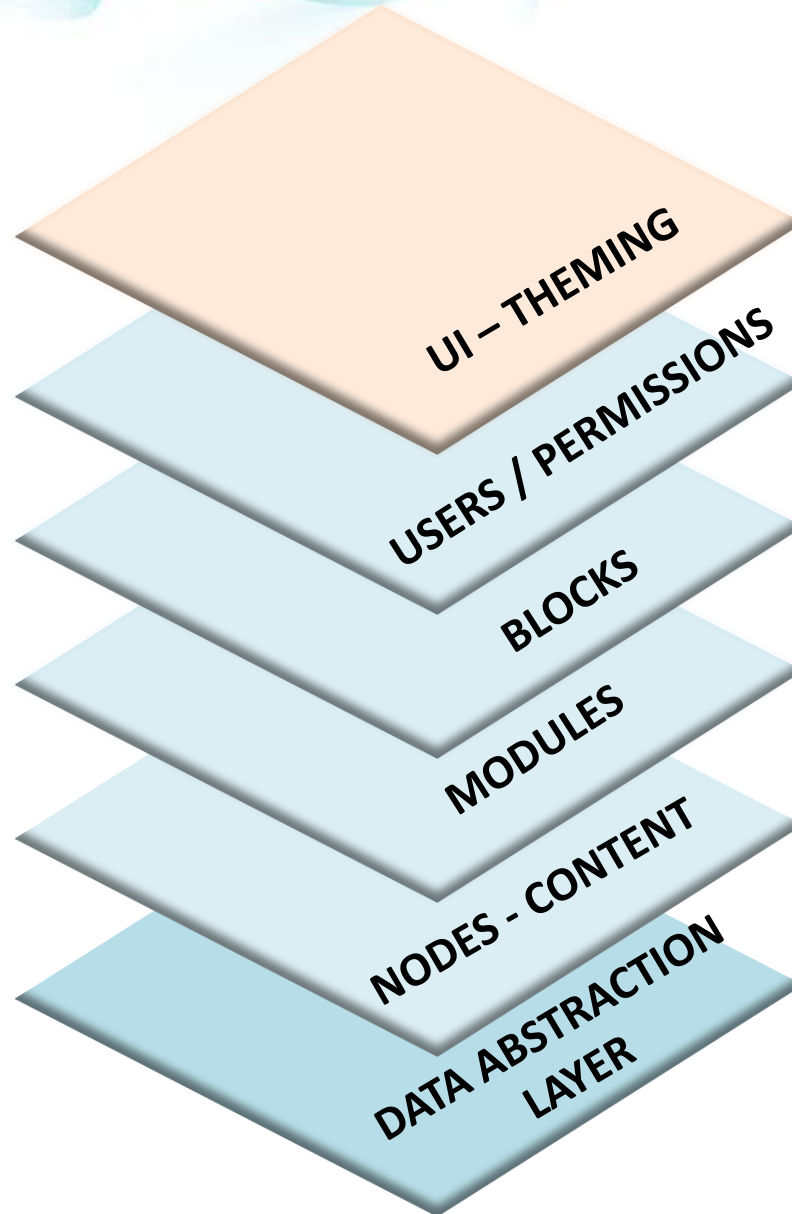 UI – THEMING
USERS / PERMISSIONS
BLOCKS
MODULES
NODES - CONTENT
DATA ABSTRACTION
LAYER